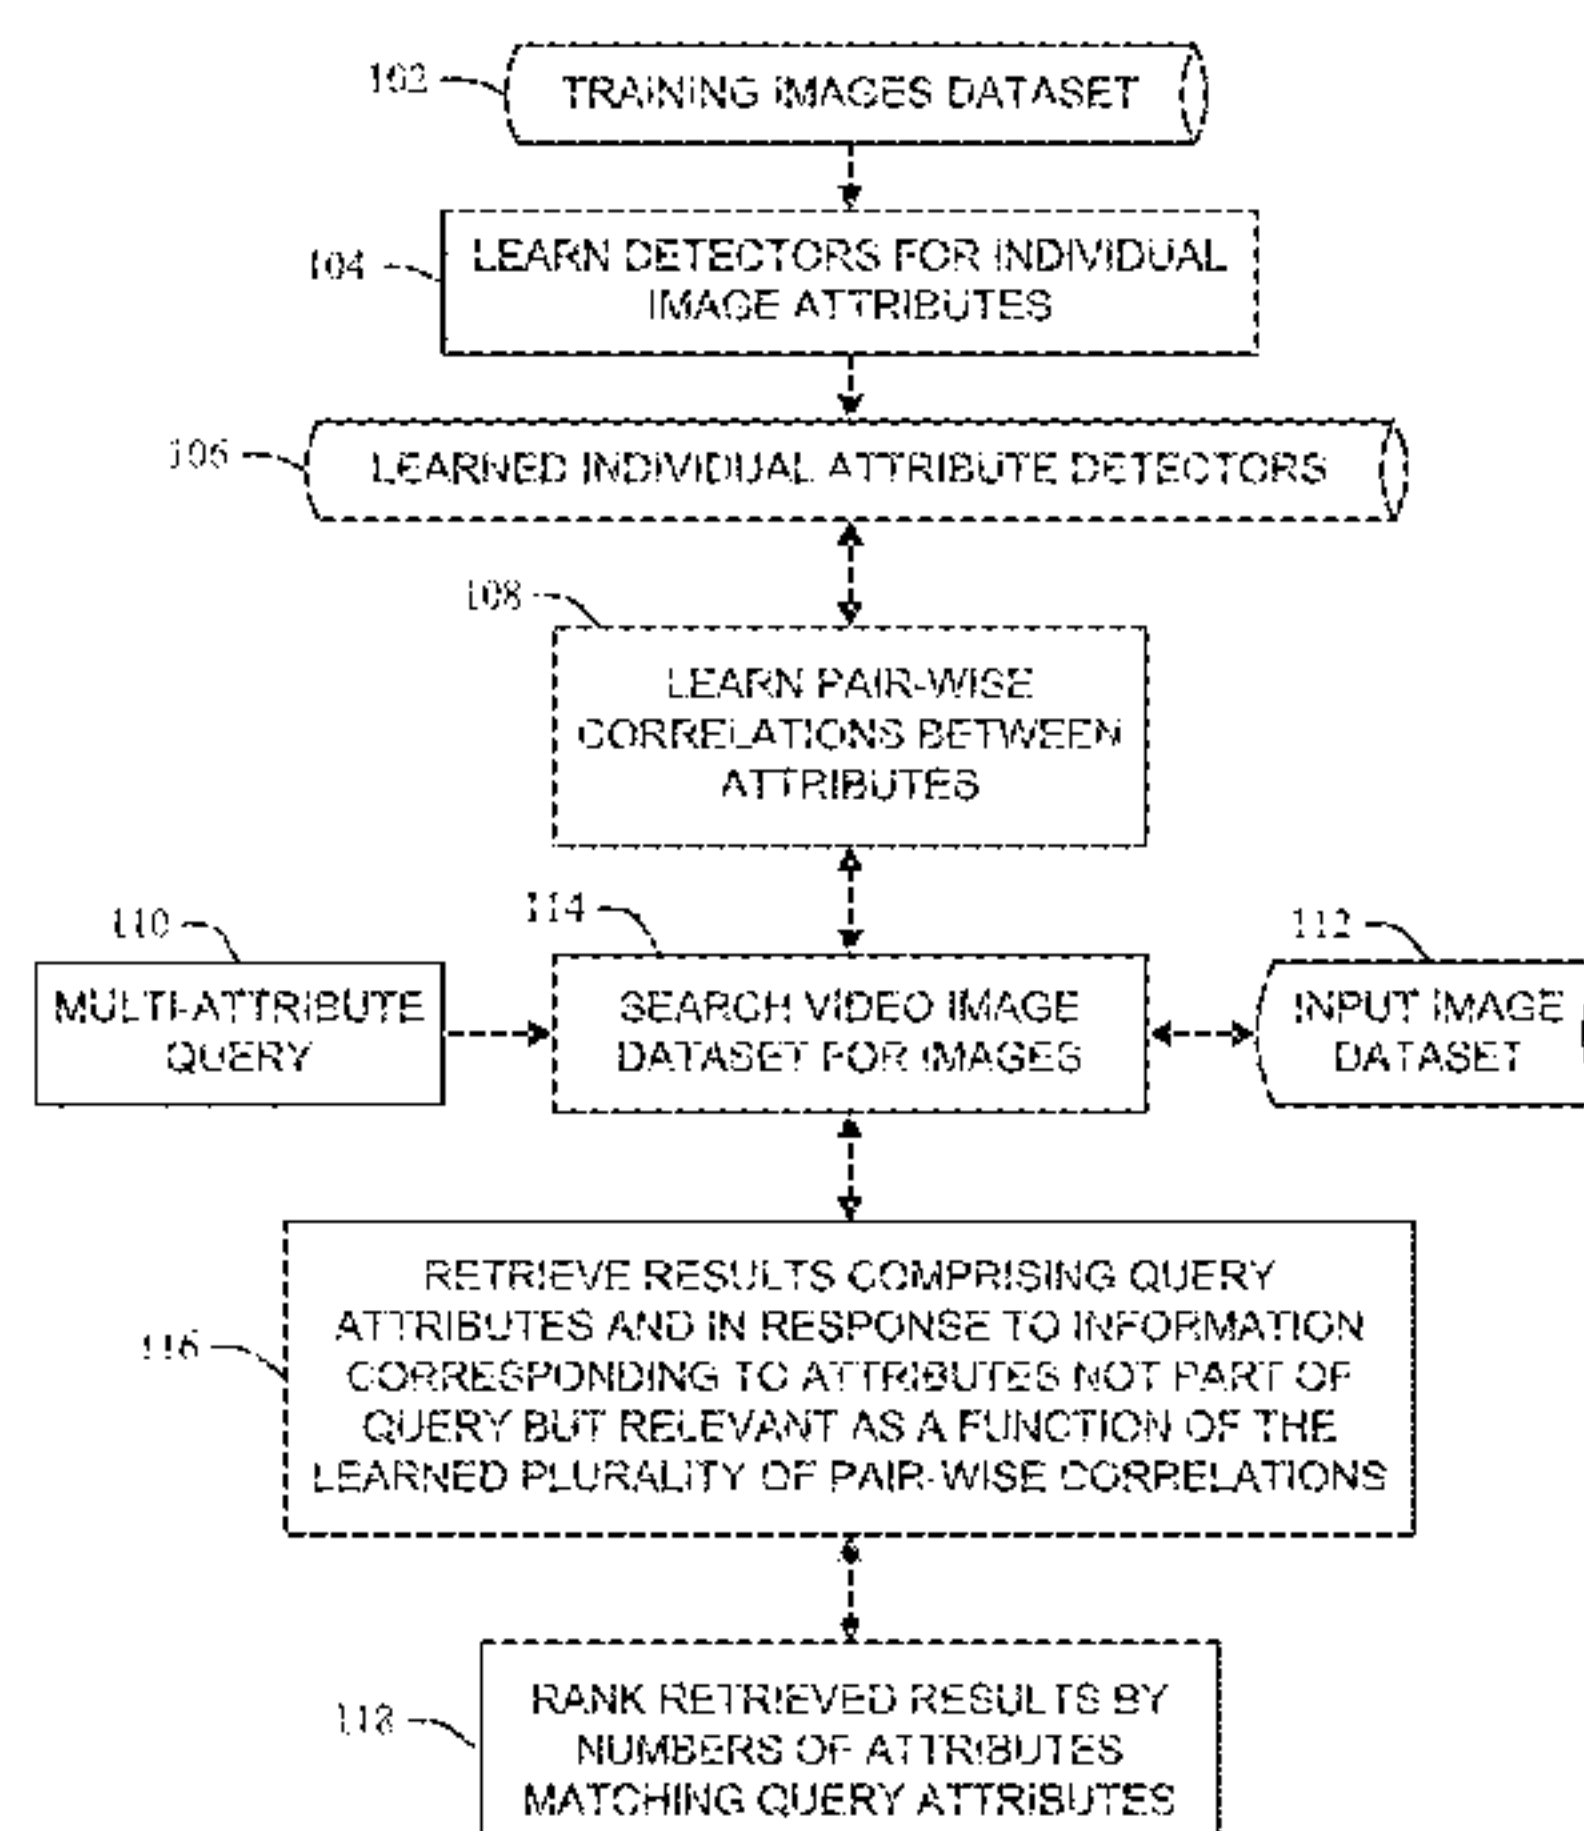 102
TRAINING IMAGES DATASET
104
LEARN DETECTORS FOR INDIVIDUAL
IMAGE ATTRIBUTES
106
LEARNED INDIVIDUAL ATTRIBUTE DETECTORS
108
LEARN PAIR-WISE
CORRELATIONS BETWEEN
ATTRIBUTES
110
MULTI-ATTRIBUTE
QUERY
114
SEARCH VIDEO IMAGE
DATASET FOR IMAGES
112
INPUT IMAGE
DATASET
116
RETRIEVE RESULTS COMPRISING QUERY
ATTRIBUTES AND IN RESPONSE TO INFORMATION
CORRESPONDING TO ATTRIBUTES NOT PART OF
QUERY BUT RELEVANT AS A FUNCTION OF THE
LEARNED PLURALITY OF PAIR-WISE CORRELATIONS
118
RANK RETRIEVED RESULTS BY
NUMBERS OF ATTRIBUTES
MATCHING QUERY ATTRIBUTES